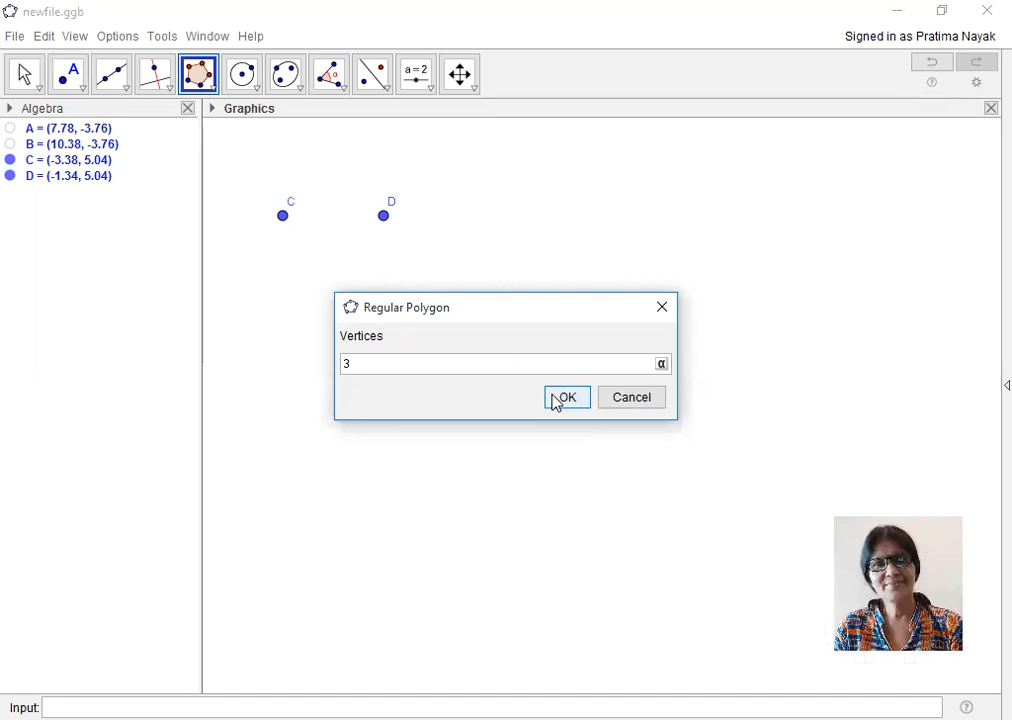 newfile.ggb
File Edit View Options Tools Window Help
Signed in as Pratima Nayak
A
α
a=2
Algebra
Graphics
A = (7.78, -3.76)
B = (10.38, -3.76)
C = (-3.38, 5.04)
D = (-1.34, 5.04)
C
D
Regular Polygon
Vertices
3
α
OK
Cancel
Input: